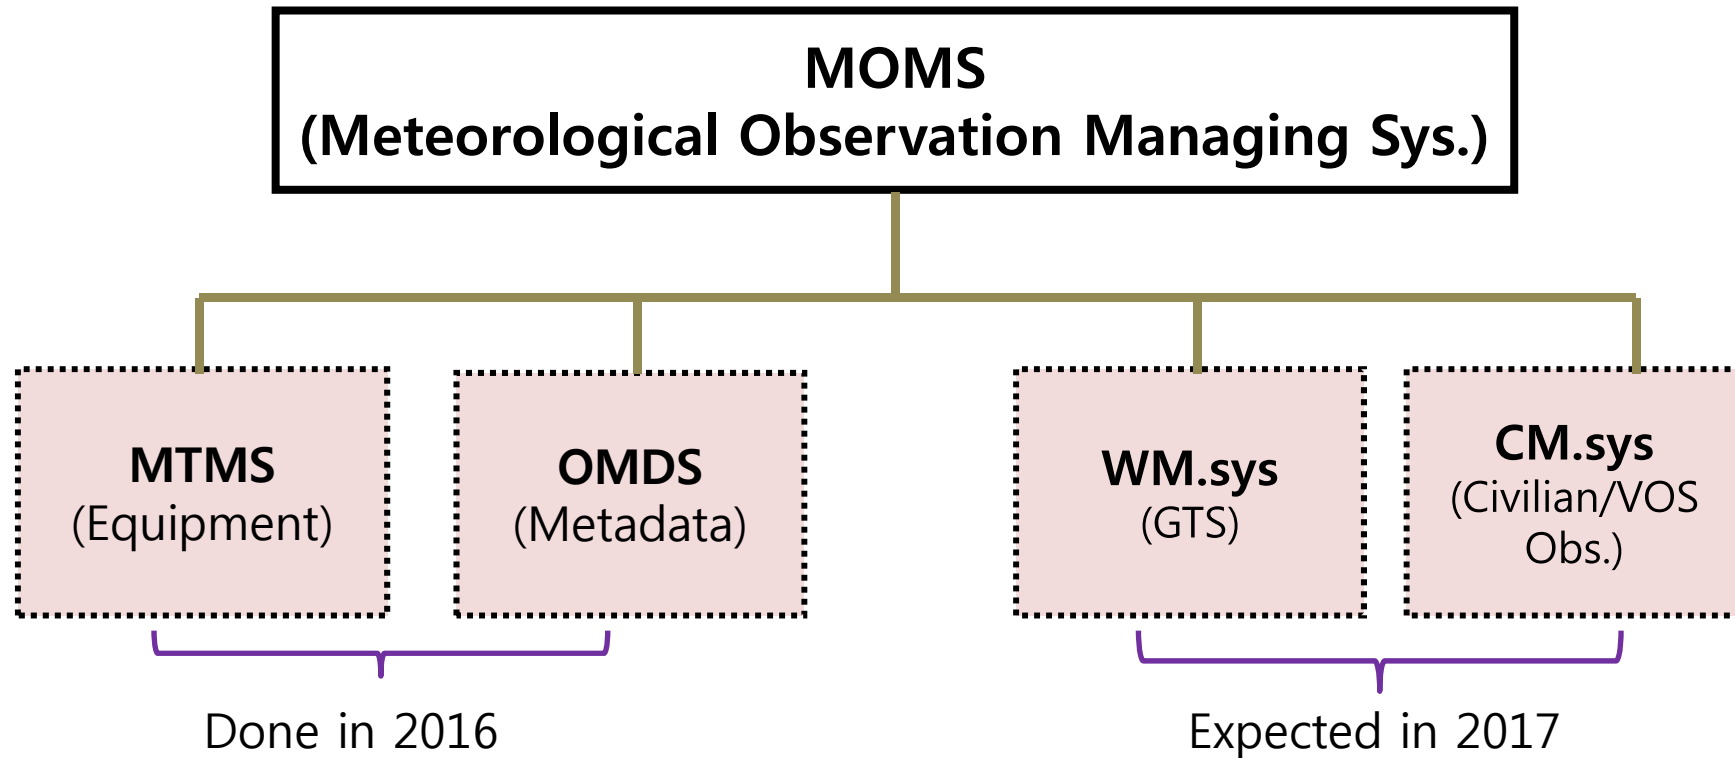 MOMS
(Meteorological Observation Managing Sys.)
MTMS
(Equipment)
OMDS
(Metadata)
WM.sys
(GTS)
CM.sys
(Civilian/VOS
Obs.)
Done in 2016
Expected in 2017